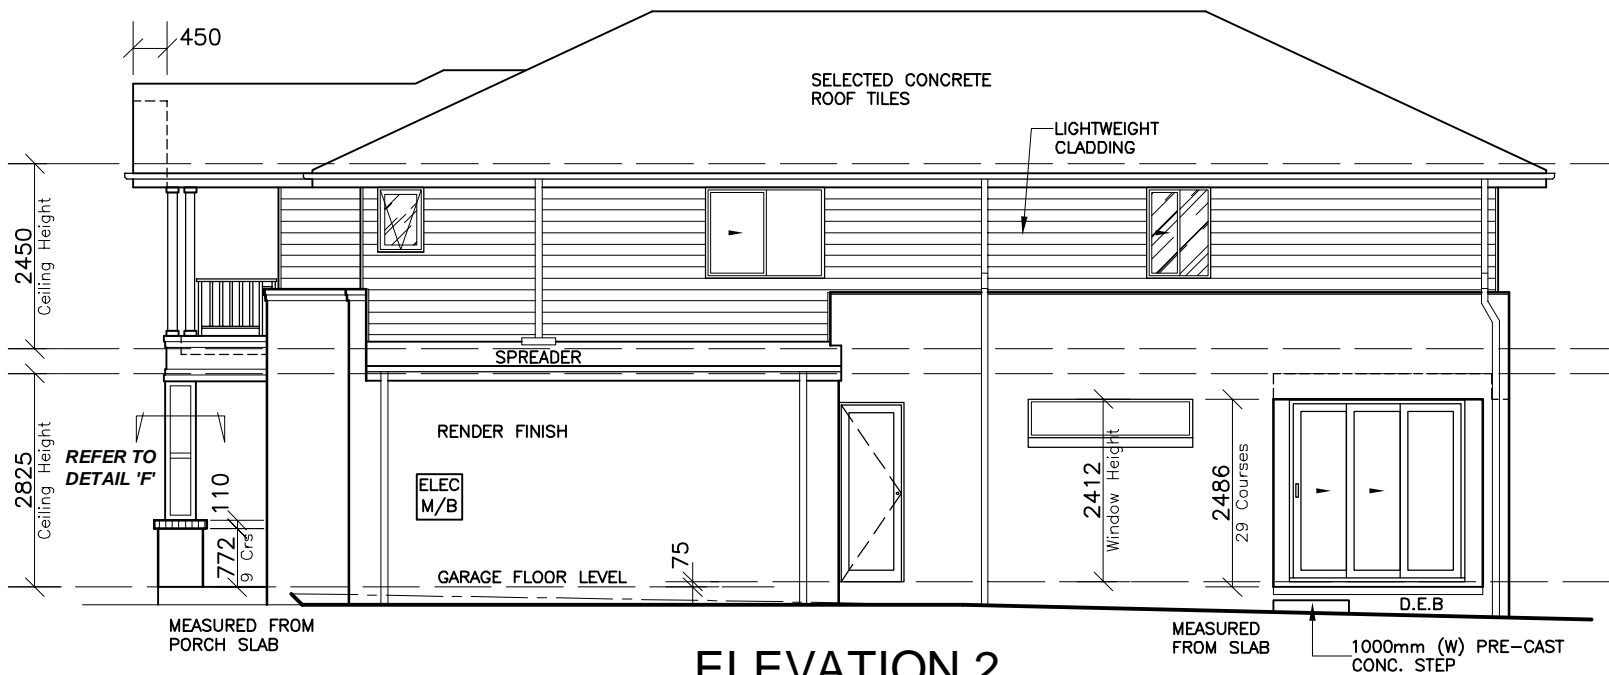 450
SELECTED CONCRETE
ROOF TILES
LIGHTWEIGHT
CLADDING
2450
Ceiling Height
SPREADER
2825
Ceiling Height
REFER TO
DETAIL 'F'
110
772
9 Crs
RENDER FINISH
ELEC
M/B
75
GARAGE FLOOR LEVEL
2412
Window Height
2486
29 Courses
D.E.B
MEASURED FROM
PORCH SLAB
MEASURED
FROM SLAB
1000mm (W) PRE-CAST
CONC. STEP
ELEVATION 2